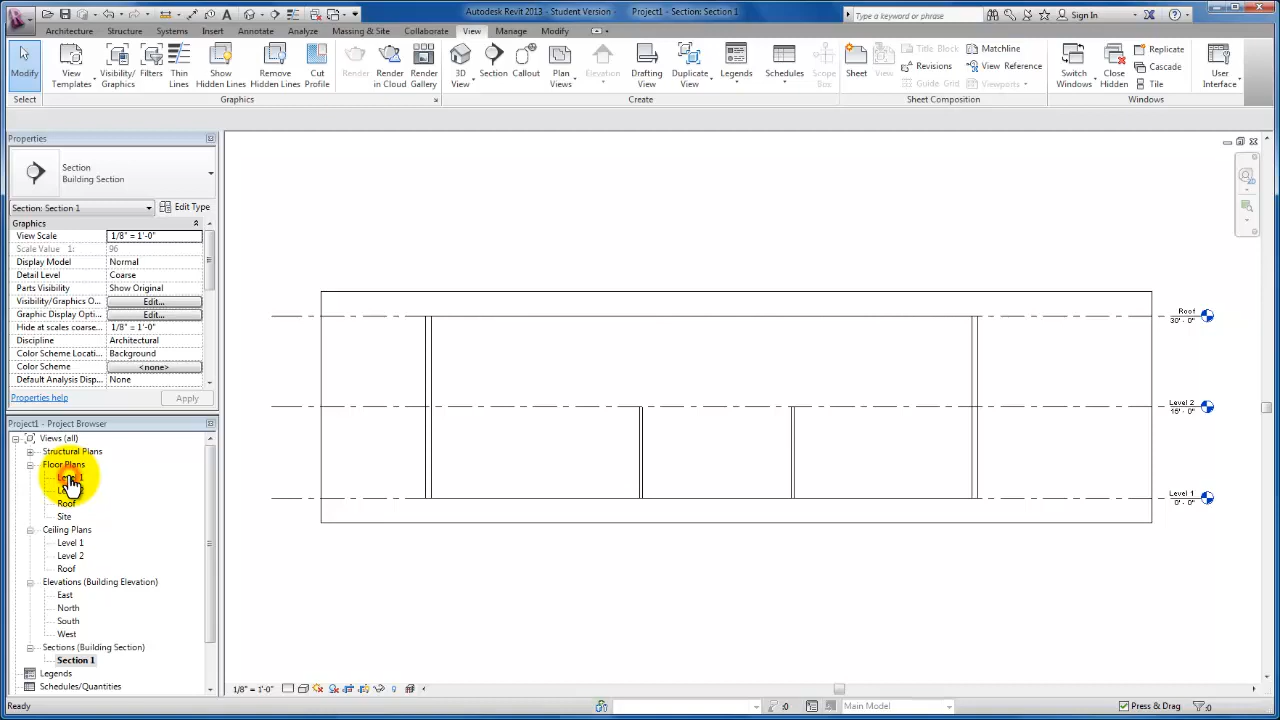 Autodesk Revit 2013 - Student Version - Project1 - Section: Section 1
Type a keyword or phrase
Sign In
Architecture Structure Systems Insert Annotate Analyze Massing & Site Collaborate View Manage Modify
Modify
View Templates
Visibility/ Graphics
Filters
Thin Lines
Show Hidden Lines
Remove Hidden Lines
Cut Profile
Render
Render in Cloud
Render Gallery
3D View
Section
Callout
Plan Views
Elevation
Drafting View
Duplicate View
Legends
Schedules
Scope Box
Sheet
View
Title Block
Revisions
Guide Grid
Matchline
View Reference
Viewports
Switch Windows
Close Hidden
Replicate
Cascade
Tile
User Interface
Select Graphics Create Sheet Composition Windows
Properties
Section
Building Section
Section: Section 1 Edit Type
Graphics
View Scale 1/8" = 1'-0"
Scale Value 1: 96
Display Model Normal
Detail Level Coarse
Parts Visibility Show Original
Visibility/Graphics O... Edit...
Graphic Display Opti... Edit...
Hide at scales coarse... 1/8" = 1'-0"
Discipline Architectural
Color Scheme Locati... Background
Color Scheme <none>
Default Analysis Disp... None
Properties help Apply
Project1 - Project Browser
Views (all)
Structural Plans
Floor Plans
Roof
Site
Ceiling Plans
Level 1
Level 2
Roof
Elevations (Building Elevation)
East
North
South
West
Sections (Building Section)
Section 1
Legends
Schedules/Quantities
Roof
30' - 0"
Level 2
15' - 0"
Level 1
0' - 0"
1/8" = 1'-0"
Ready
:0
Main Model
Press & Drag
:0